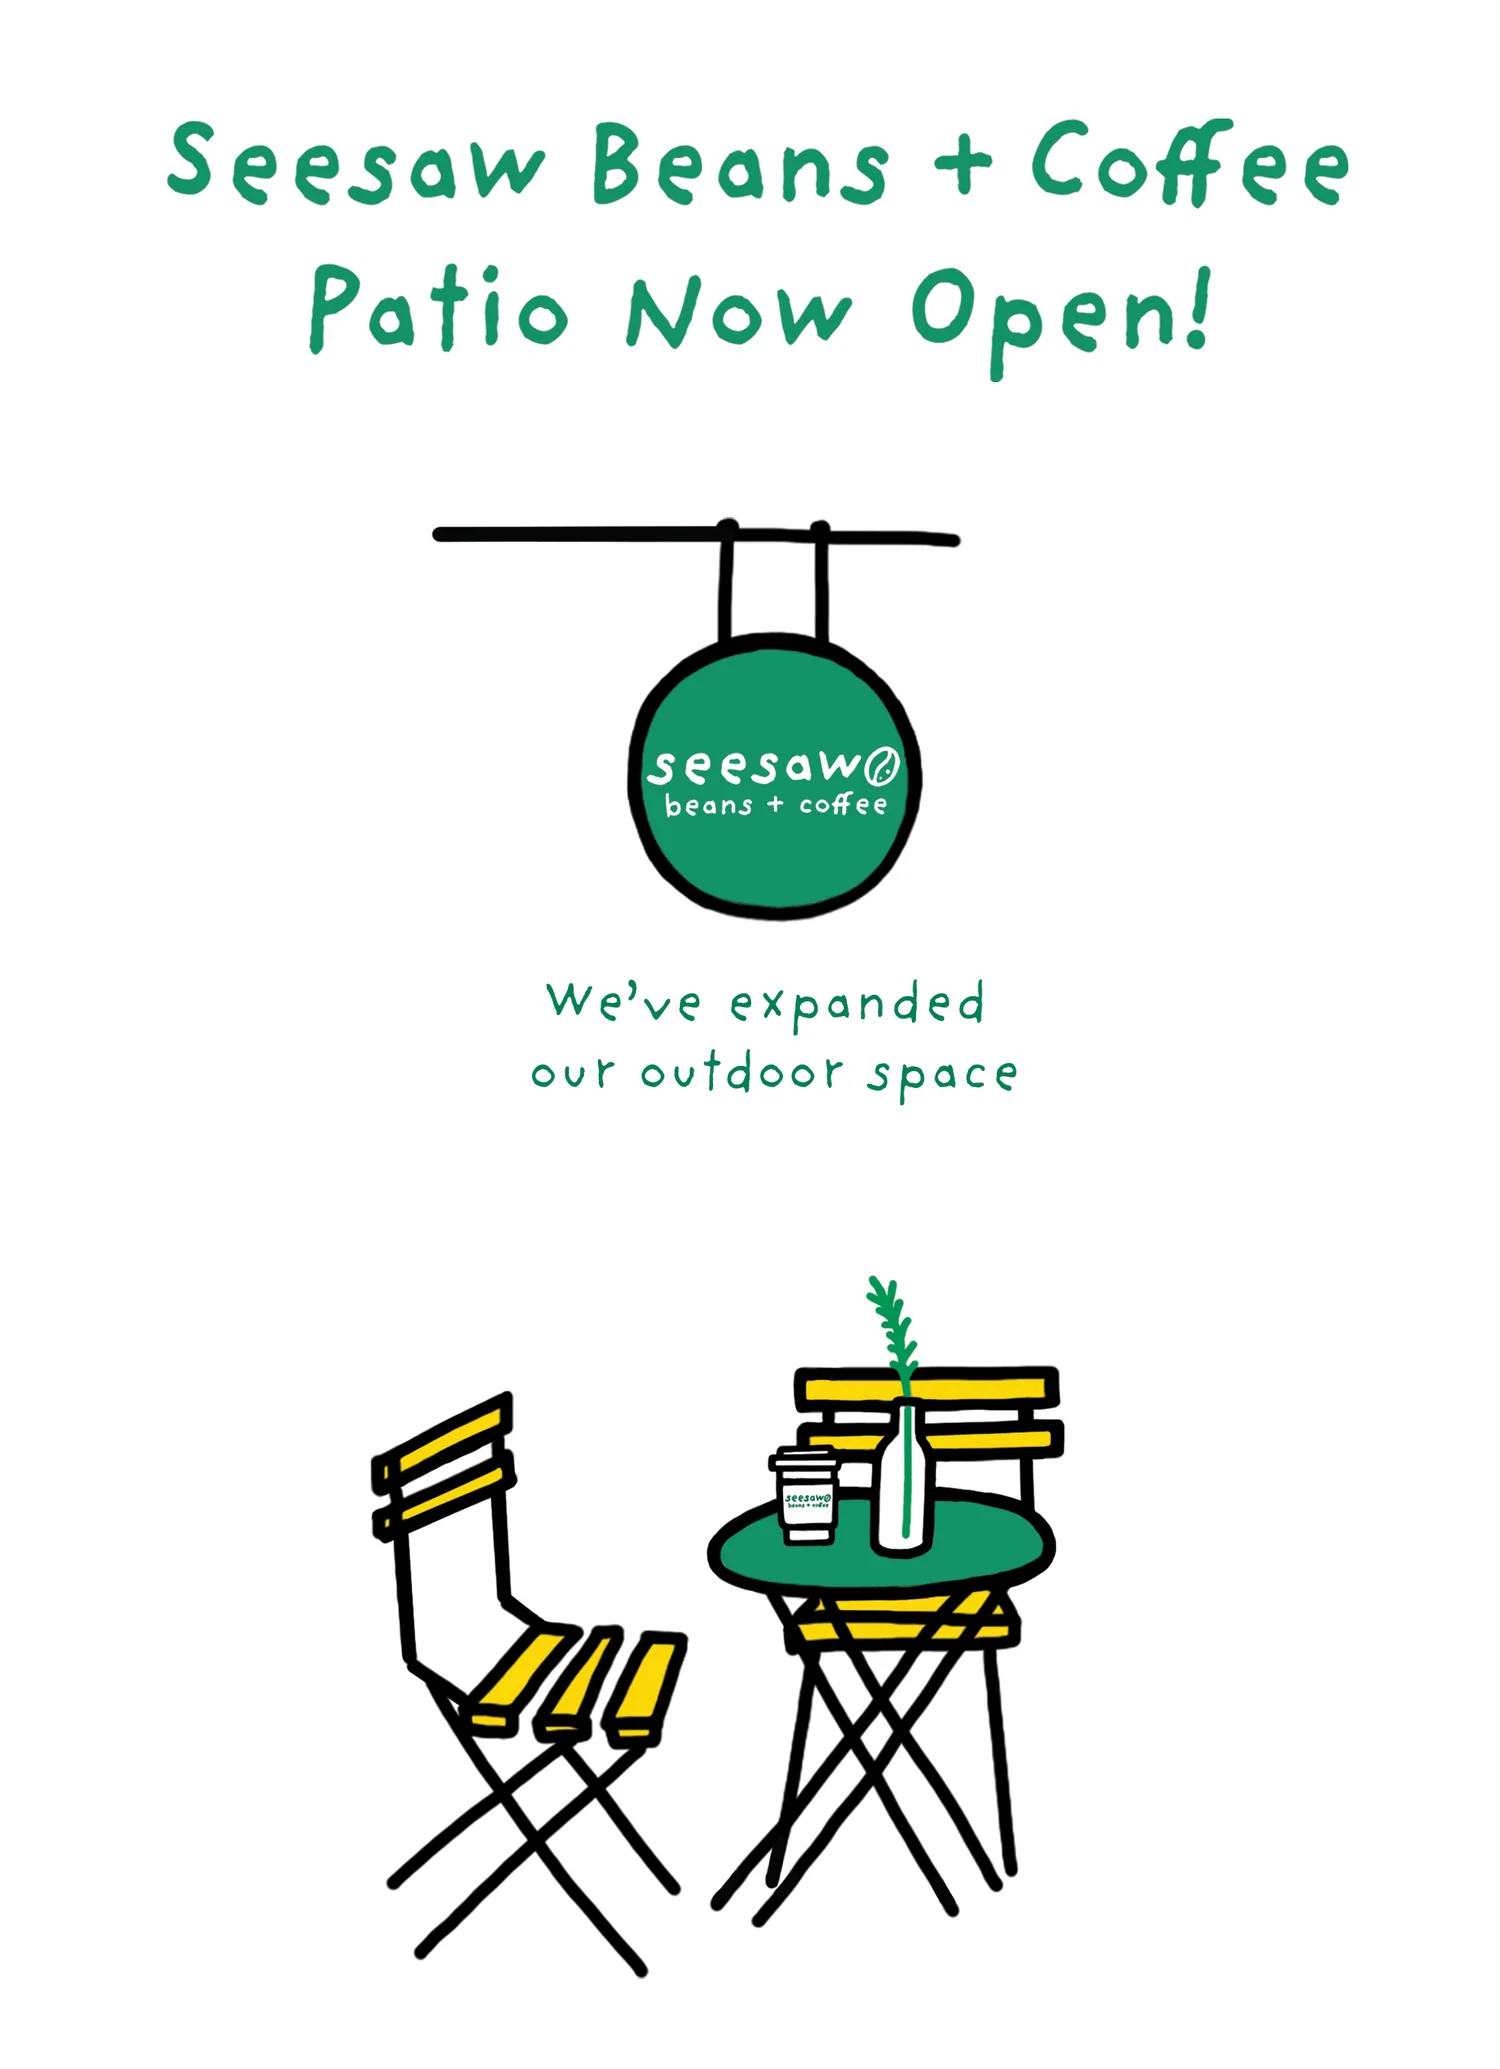 Seesaw Beans + Coffee
Patio Now Open!
seesaw
beans + coffee
We've expanded
our outdoor space
seesaw
beans + coffee